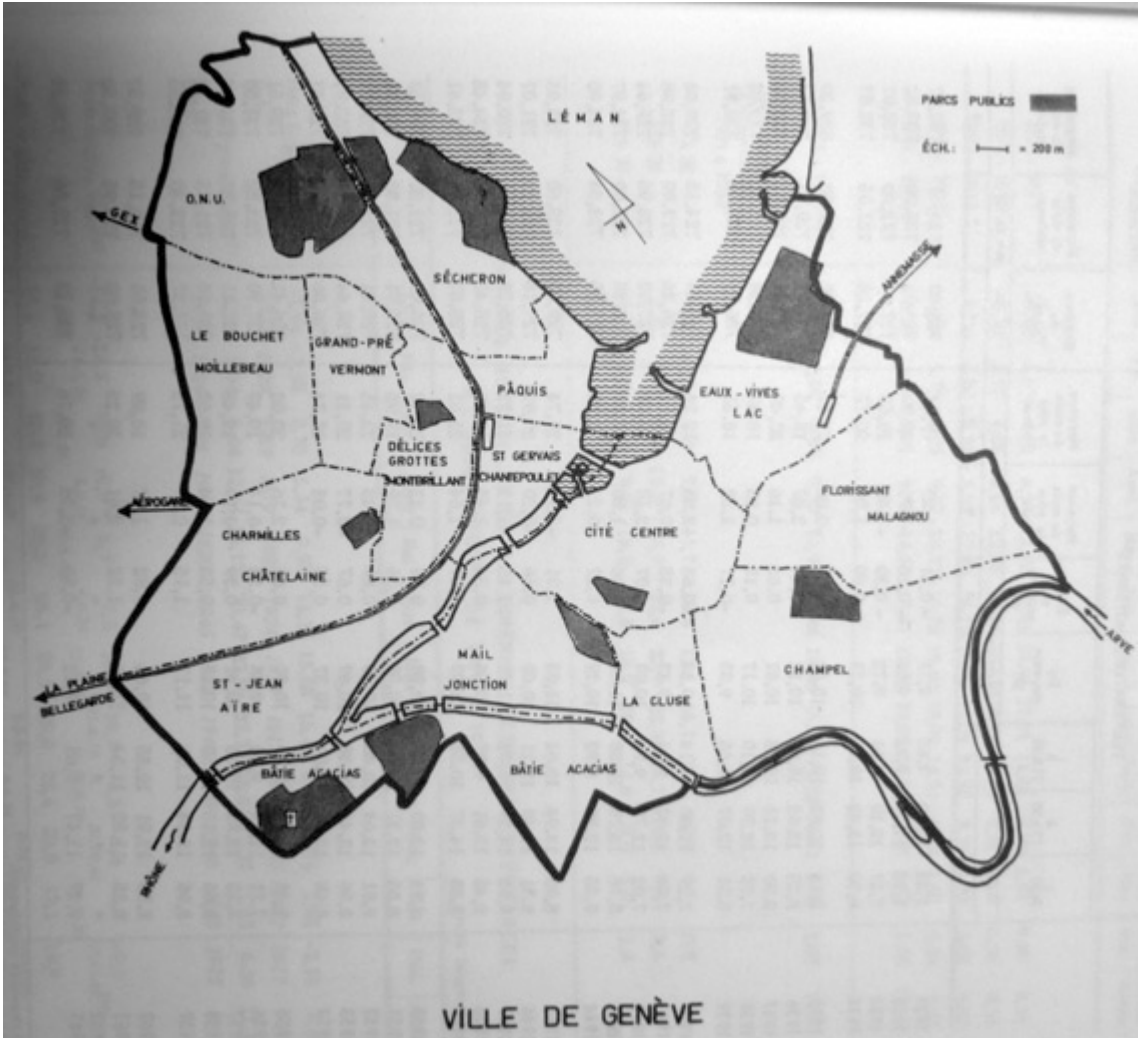 LÉMAN
PARCS PUBLICS
ÉCH.: = 200 m
N
O.N.U.
GEX
SÉCHERON
ANNEMASSE
LE BOUCHET
MOILLEBEAU
GRAND-PRÉ
VERMONT
PÂQUIS
EAUX-VIVES
LAC
DÉLICES
GROTTES
MONTBRILLANT
ST GERVAIS
CHANTEPOULET
AÉROGARE
FLORISSANT
MALAGNOU
CHARMILLES
CHÂTELAINE
CITÉ CENTRE
ARVE
MAIL
JONCTION
CHAMPEL
LA PLAINE
BELLEGARDE
ST-JEAN
AÏRE
LA CLUSE
BÂTIE ACACIAS
BÂTIE ACACIAS
RHÔNE
VILLE DE GENÈVE